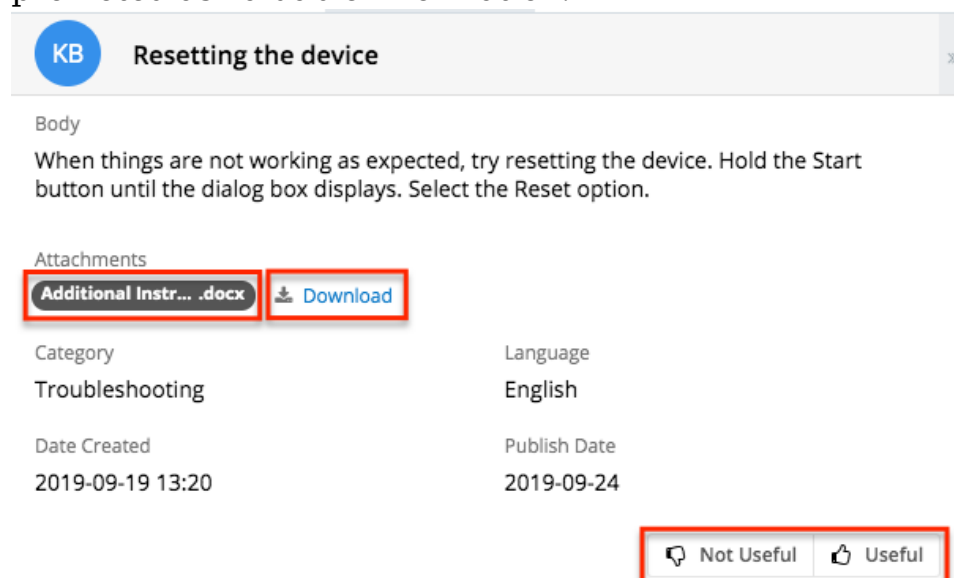 KB
Resetting the device
Body
When things are not working as expected, try resetting the device. Hold the Start
button until the dialog box displays. Select the Reset option.
Attachments
Additional Instr... .docx Download
Category Language
Troubleshooting English
Date Created Publish Date
2019-09-19 13:20 2019-09-24
Not Useful Useful